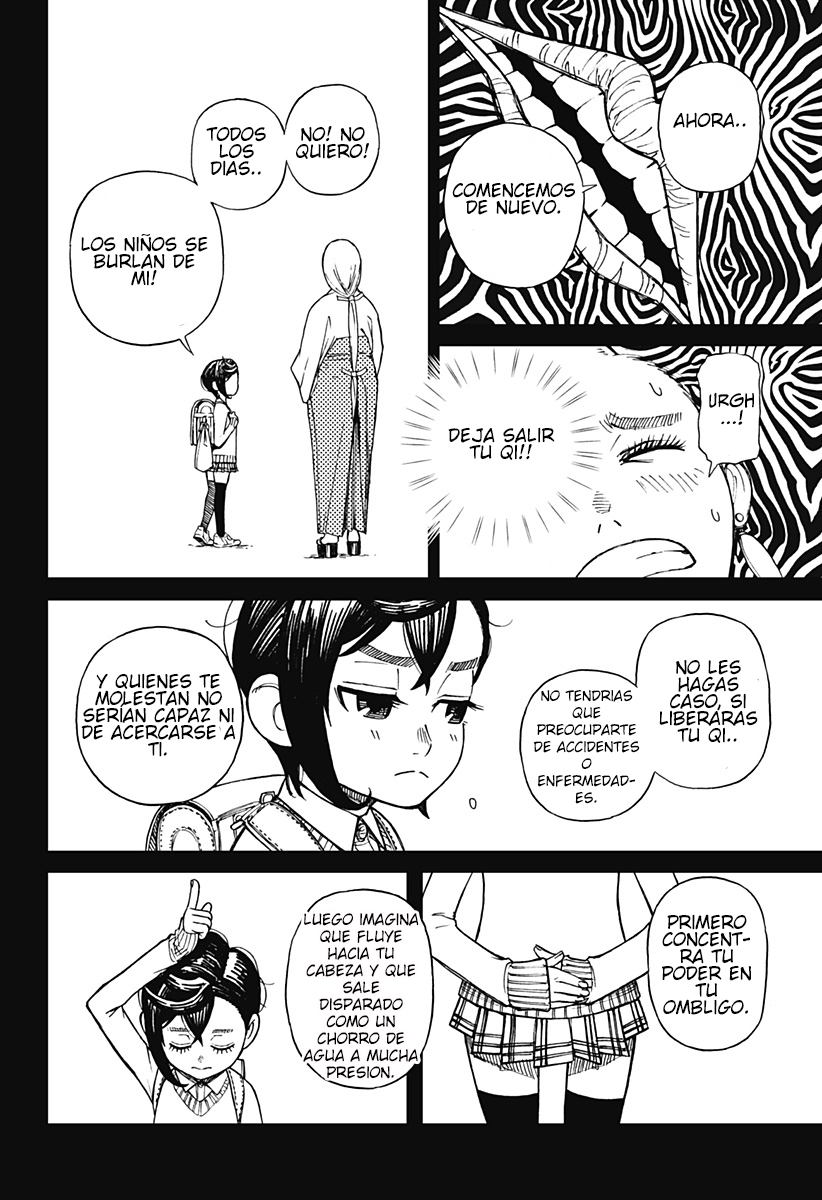 AHORA..
COMENCEMOS
DE NUEVO.
URGH
...!
DEJA SALIR
TU QI!!
NO! NO
QUIERO!
TODOS
LOS
DIAS..
LOS NIÑOS SE
BURLAN DE
MI!
NO LES
HAGAS
CASO, SI
LIBERARAS
TU QI..
NO TENDRIAS
QUE
PREOCUPARTE
DE ACCIDENTES
O
ENFERMEDAD-
ES.
Y QUIENES TE
MOLESTAN NO
SERÍAN CAPAZ NI
DE ACERCARSE A
TI.
PRIMERO
CONCENT-
RA TU
PODER EN
TU
OMBLIGO.
LUEGO IMAGINA
QUE FLUYE
HACIA TU
CABEZA Y QUE
SALE
DISPARADO
COMO UN
CHORRO DE
AGUA A MUCHA
PRESION.